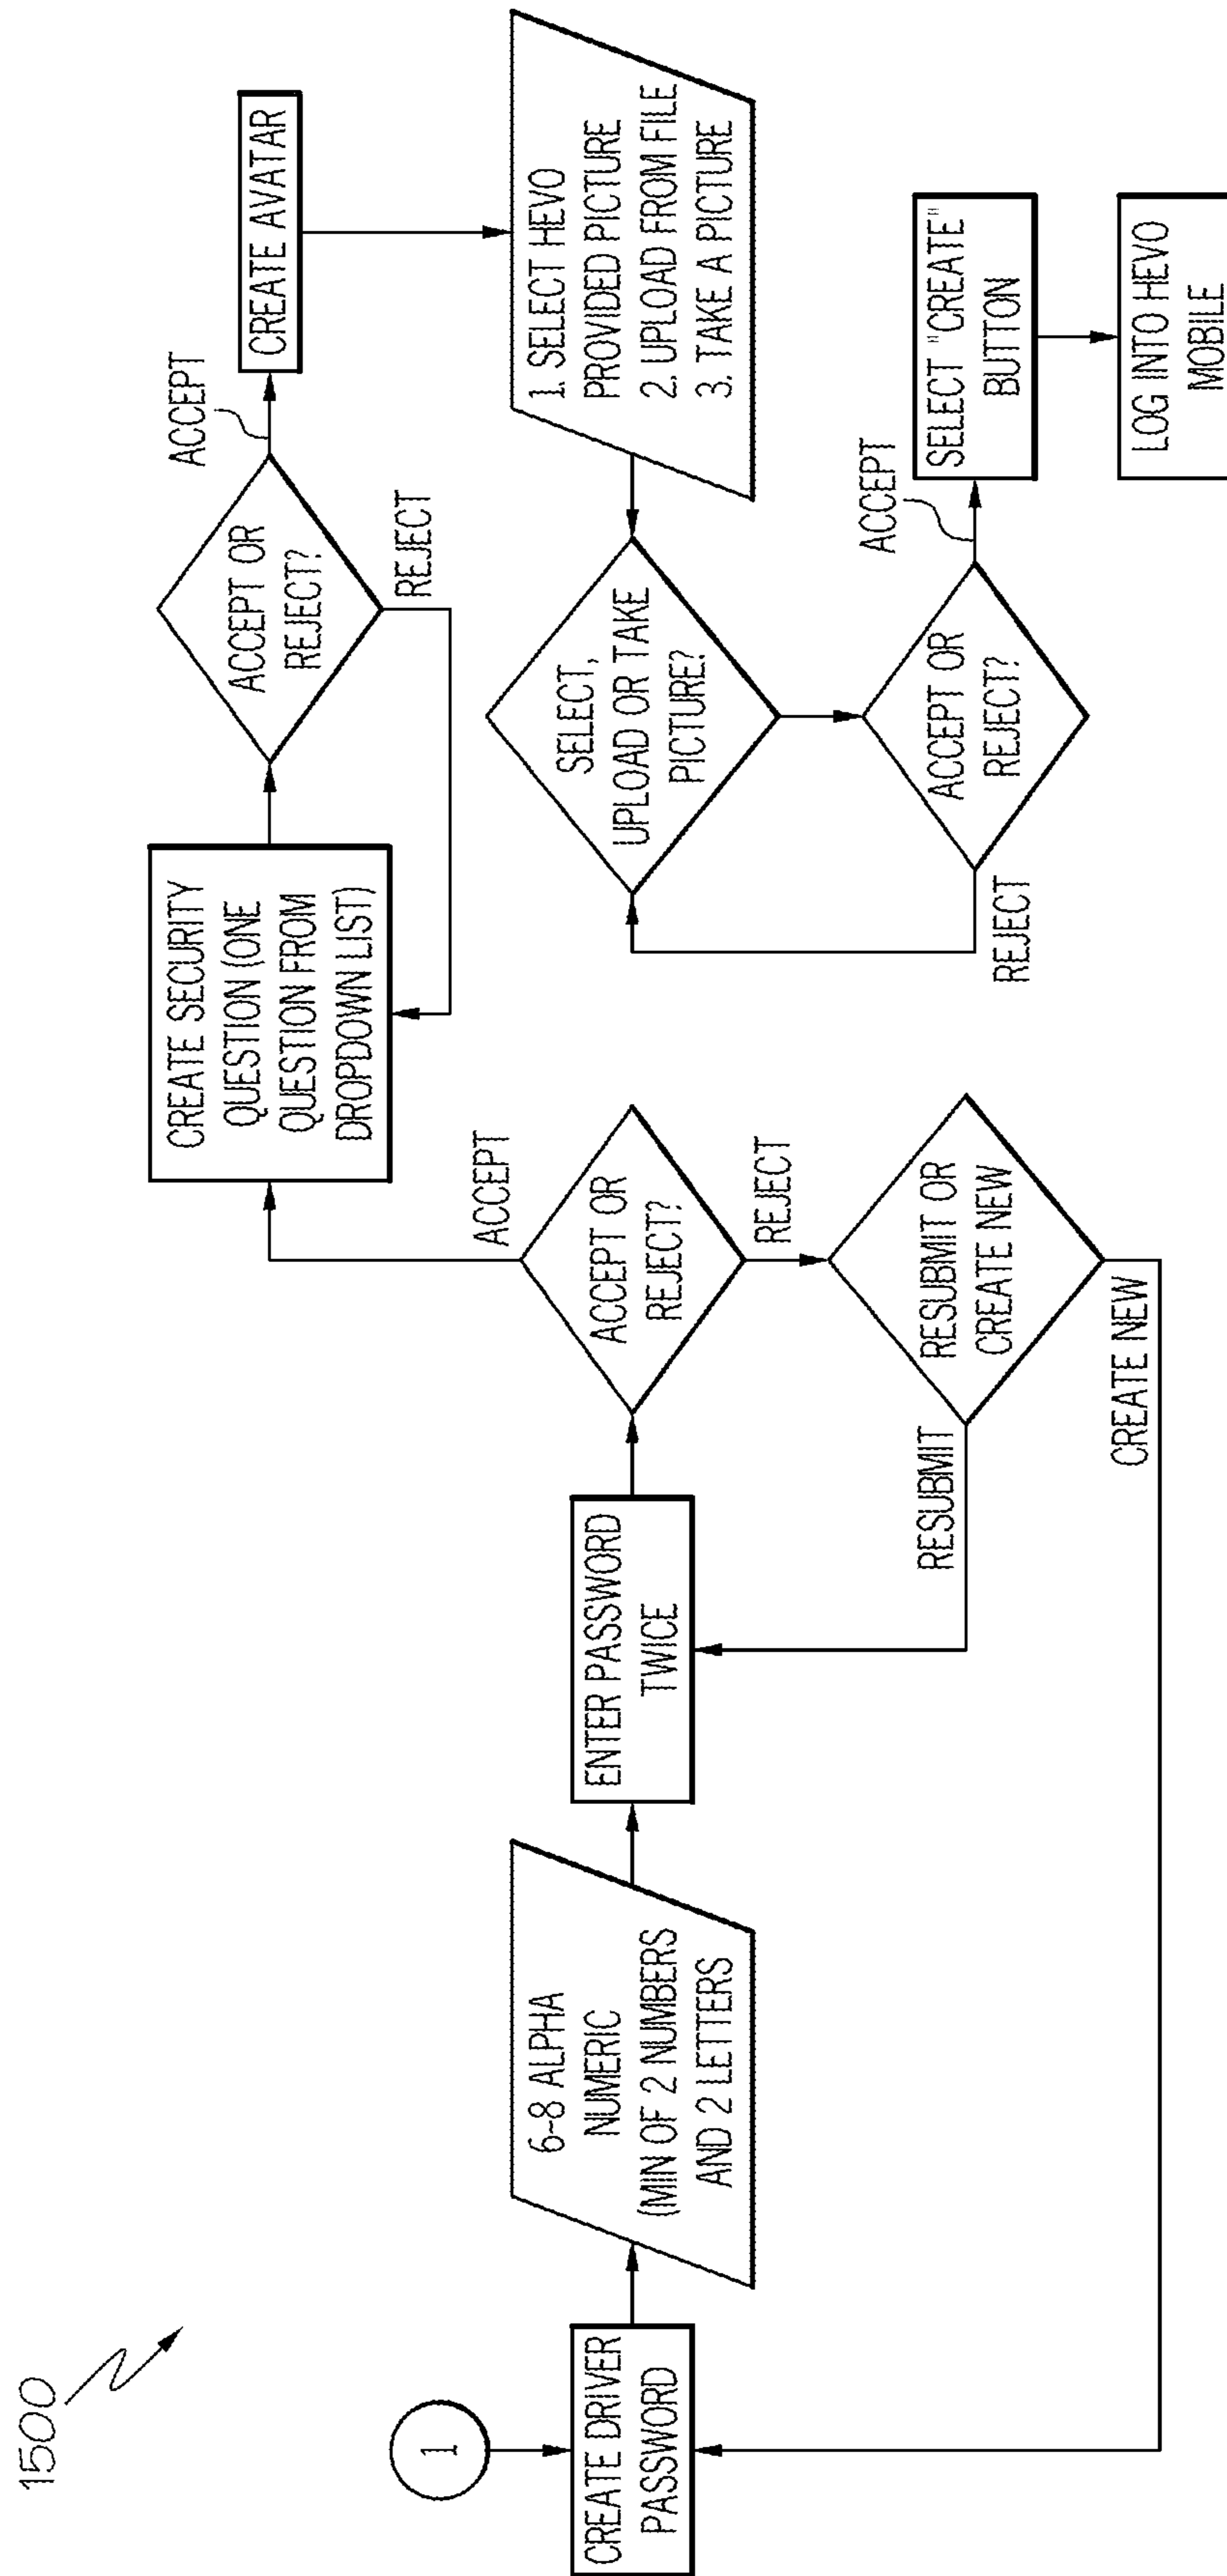 1500
1
CREATE DRIVER
PASSWORD
6-8 ALPHA
NUMERIC
(MIN OF 2 NUMBERS
AND 2 LETTERS
ENTER PASSWORD
TWICE
ACCEPT OR
REJECT?
ACCEPT
REJECT
RESUBMIT OR
CREATE NEW
RESUBMIT
CREATE NEW
CREATE SECURITY
QUESTION (ONE
QUESTION FROM
DROPDOWN LIST)
ACCEPT OR
REJECT?
ACCEPT
REJECT
CREATE AVATAR
1. SELECT HEVO
PROVIDED PICTURE
2. UPLOAD FROM FILE
3. TAKE A PICTURE
SELECT,
UPLOAD OR TAKE
PICTURE?
ACCEPT OR
REJECT?
REJECT
ACCEPT
SELECT "CREATE"
BUTTON
LOG INTO HEVO
MOBILE